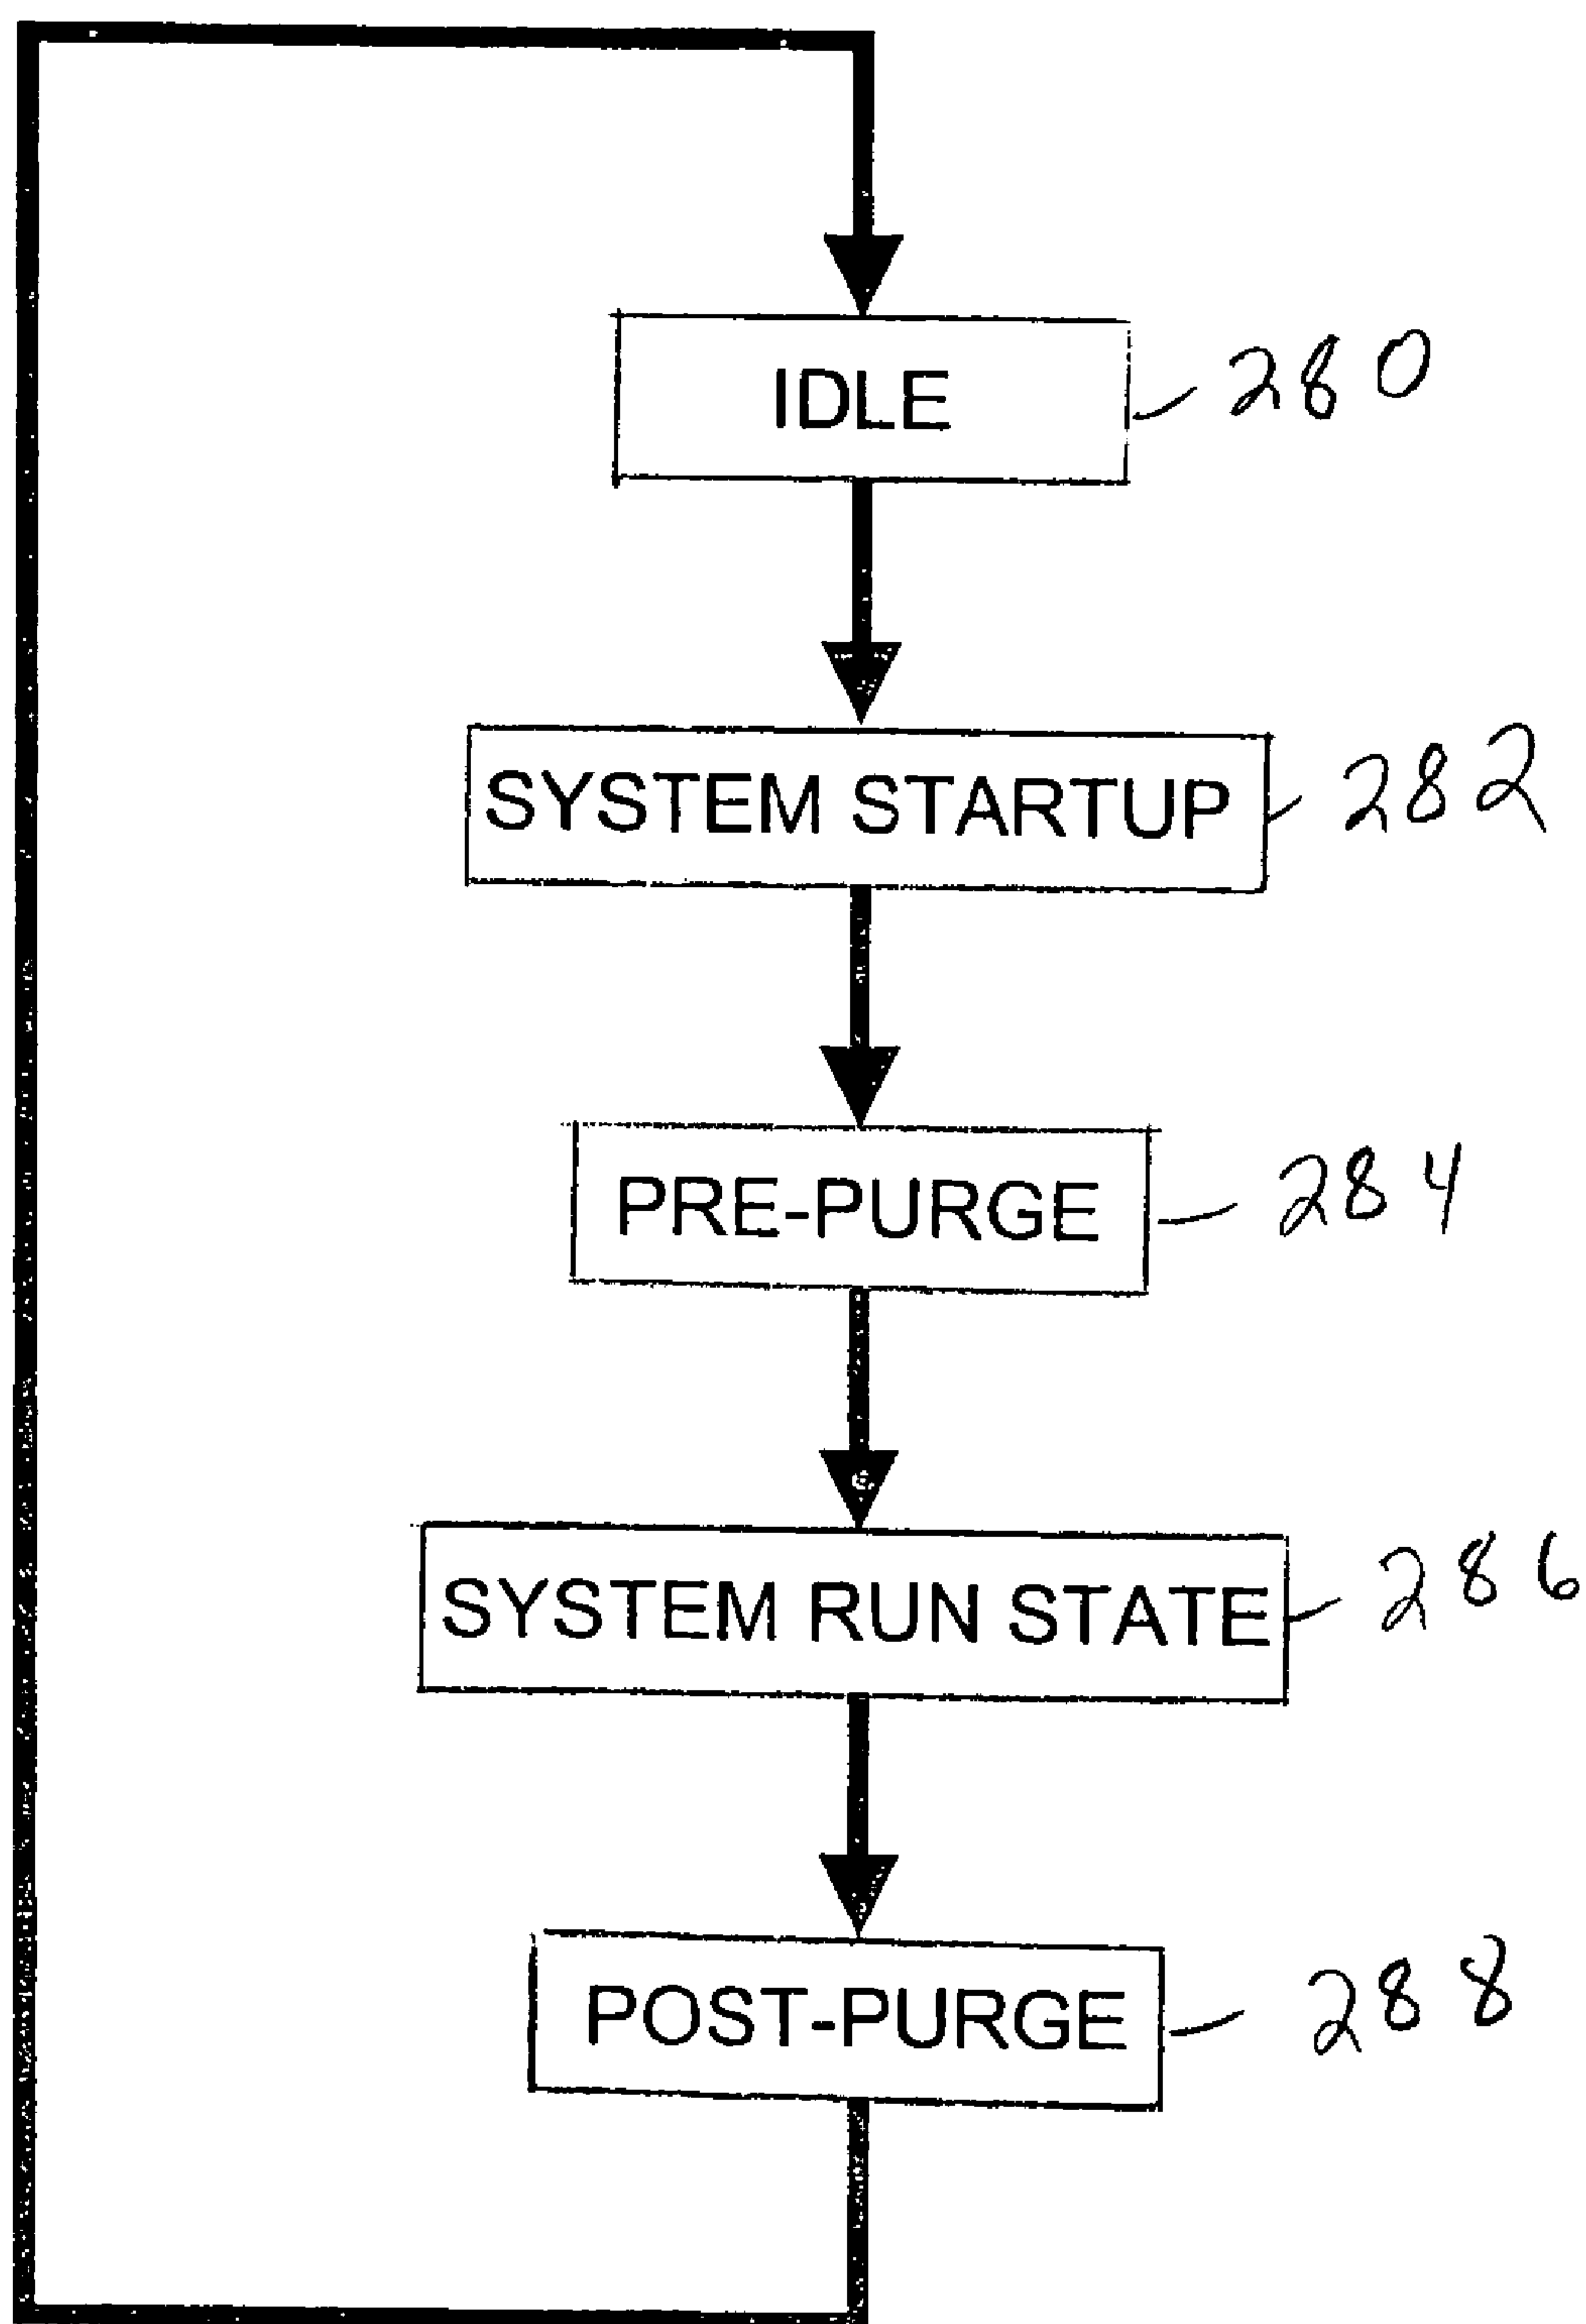 IDLE 280
SYSTEM STARTUP 282
PRE-PURGE 284
SYSTEM RUN STATE 286
POST-PURGE 288